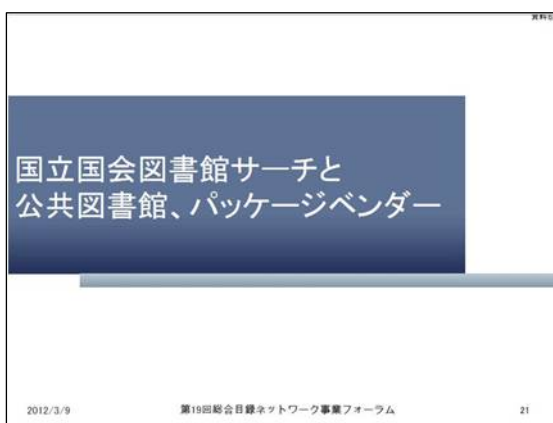 国立国会図書館サーチと
公共図書館、パッケージベンダー
2012/3/9
第19回総合目録ネットワーク事業フォーラム
21